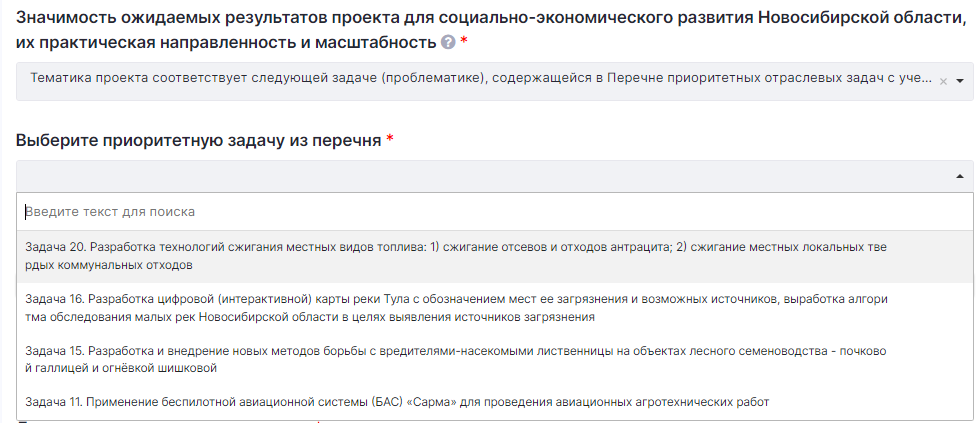 Значимость ожидаемых результатов проекта для социально-экономического развития Новосибирской области,
их практическая направленность и масштабность ? *
Тематика проекта соответствует следующей задаче (проблематике), содержащейся в Перечне приоритетных отраслевых задач с уче... ×
Выберите приоритетную задачу из перечня *
Введите текст для поиска
Задача 20. Разработка технологий сжигания местных видов топлива: 1) сжигание отсевов и отходов антрацита; 2) сжигание местных локальных тве
рдых коммунальных отходов
Задача 16. Разработка цифровой (интерактивной) карты реки Тула с обозначением мест ее загрязнения и возможных источников, выработка алгори
тма обследования малых рек Новосибирской области в целях выявления источников загрязнения
Задача 15. Разработка и внедрение новых методов борьбы с вредителями-насекомыми лиственницы на объектах лесного семеноводства - почково
й галлицей и огнёвкой шишковой
Задача 11. Применение беспилотной авиационной системы (БАС) «Сарма» для проведения авиационных агротехнических работ